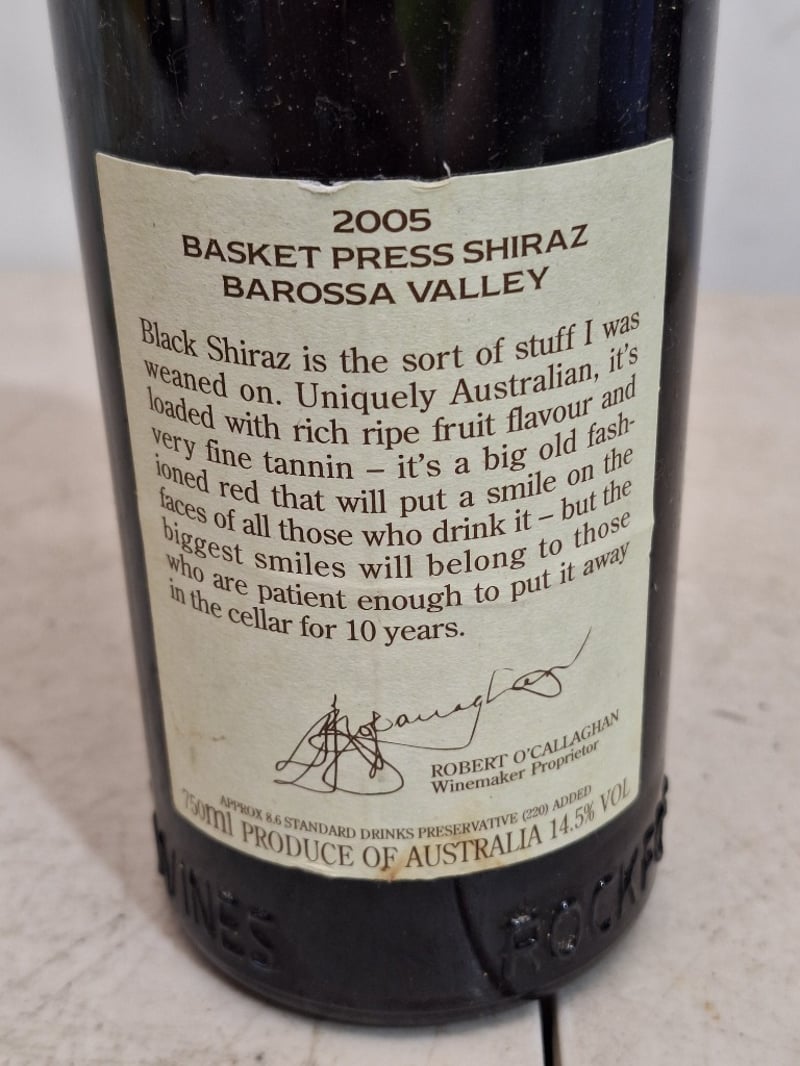 2005
BASKET PRESS SHIRAZ
BAROSSA VALLEY
Black Shiraz is the sort of stuff I was
weaned on. Uniquely Australian, it's
loaded with rich ripe fruit flavour and
very fine tannin – it's a big old fash-
ioned red that will put a smile on the
faces of all those who drink it – but the
biggest smiles will belong to those
who are patient enough to put it away
in the cellar for 10 years.
ROBERT O'CALLAGHAN
Winemaker Proprietor
APPROX 8.6 STANDARD DRINKS PRESERVATIVE (220) ADDED
750ml PRODUCE OF AUSTRALIA 14.5% VOL
WINES ROCKFO